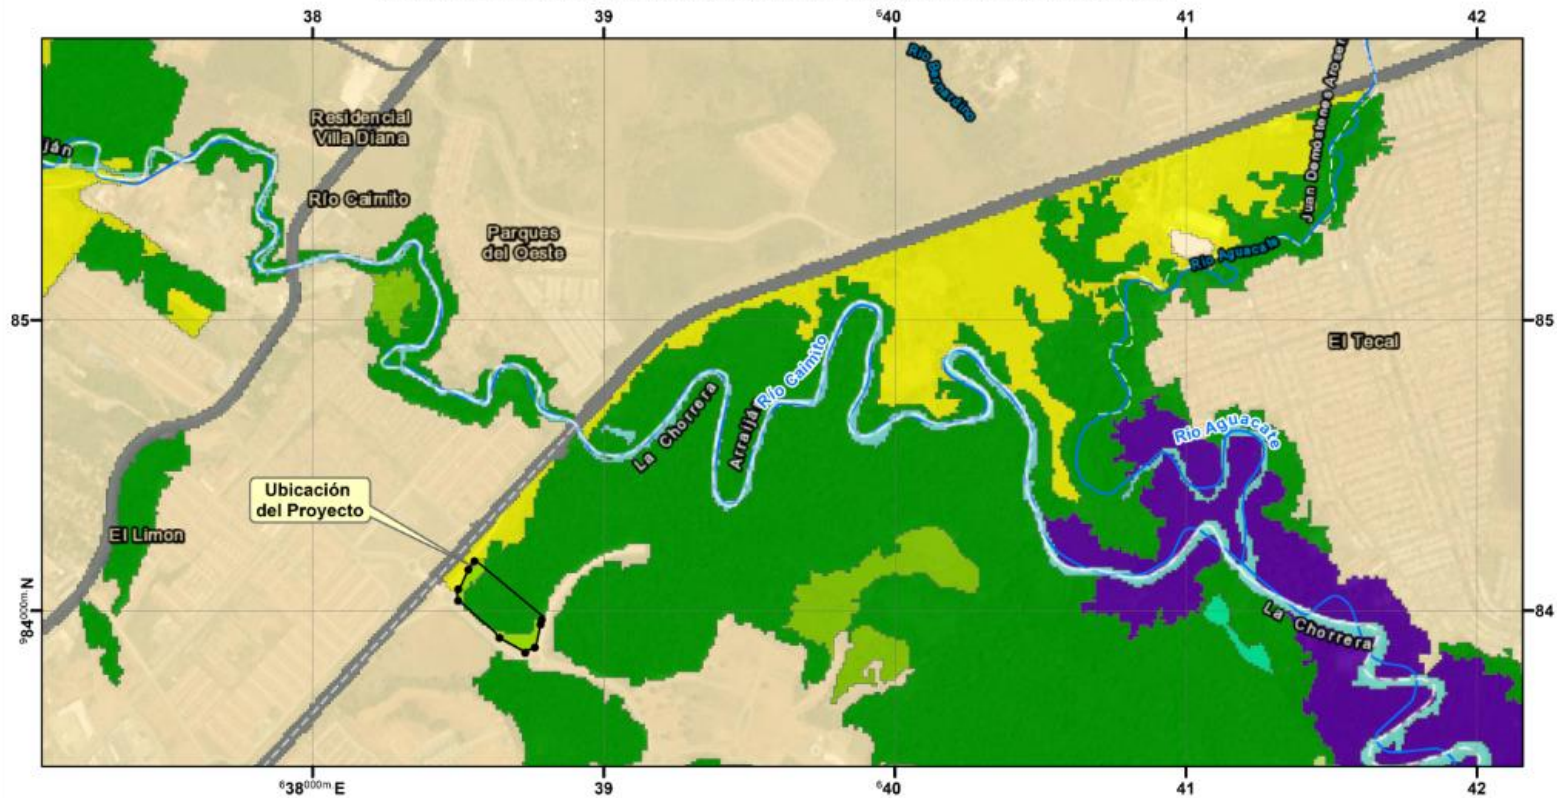 38
39
⁶40
41
42
Río Bernardino
Juan Demóstenes Arosemena
Residencial
Villa Diana
ján
Río Caimito
Parques
del Oeste
Río Aguacate
85
85
El Tecal
Río Caimito
La Chorrera
Arraiján
Río Aguacate
Ubicación
del Proyecto
El Limon
⁹84⁰⁰⁰ᵐ·N
84
La Chorrera
⁶38⁰⁰⁰ᵐ·E
39
⁶40
41
42